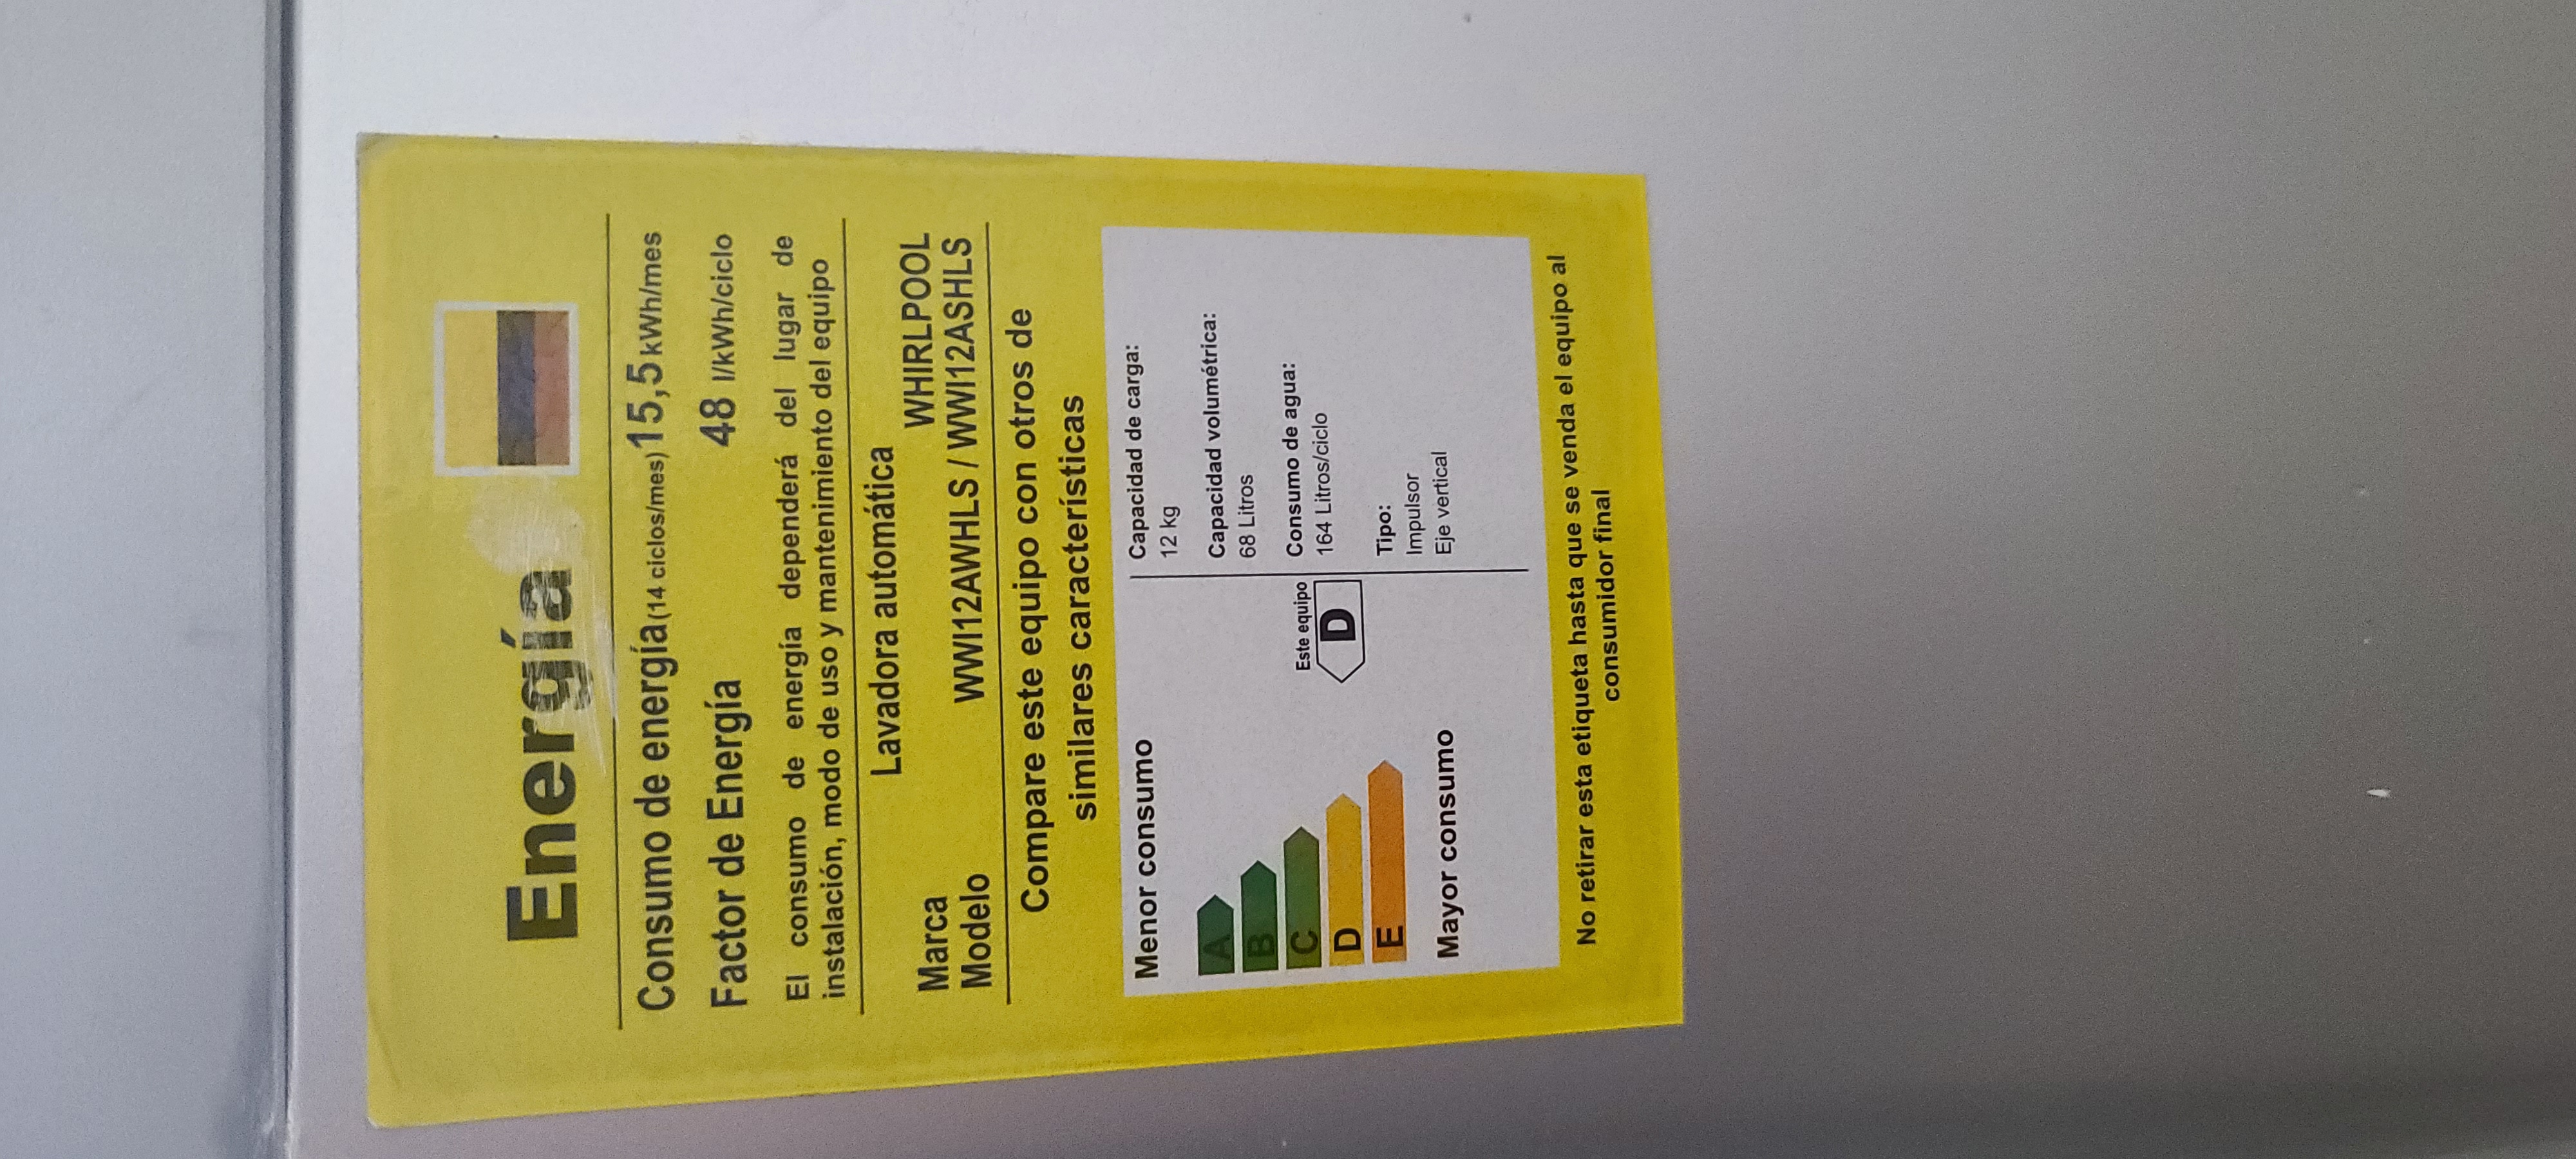 Energía
Consumo de energía(14 ciclos/mes) 15,5 kWh/mes
Factor de Energía 48 l/kWh/ciclo
El consumo de energía dependerá del lugar de
instalación, modo de uso y mantenimiento del equipo
Lavadora automática
Marca WHIRLPOOL
Modelo WWI12AWHLS / WWI12ASHLS
Compare este equipo con otros de
similares características
Menor consumo
A
B
C
D
E
Mayor consumo
Este equipo
D
Capacidad de carga:
12 kg
Capacidad volumétrica:
68 Litros
Consumo de agua:
164 Litros/ciclo
Tipo:
Impulsor
Eje vertical
No retirar esta etiqueta hasta que se venda el equipo al
consumidor final